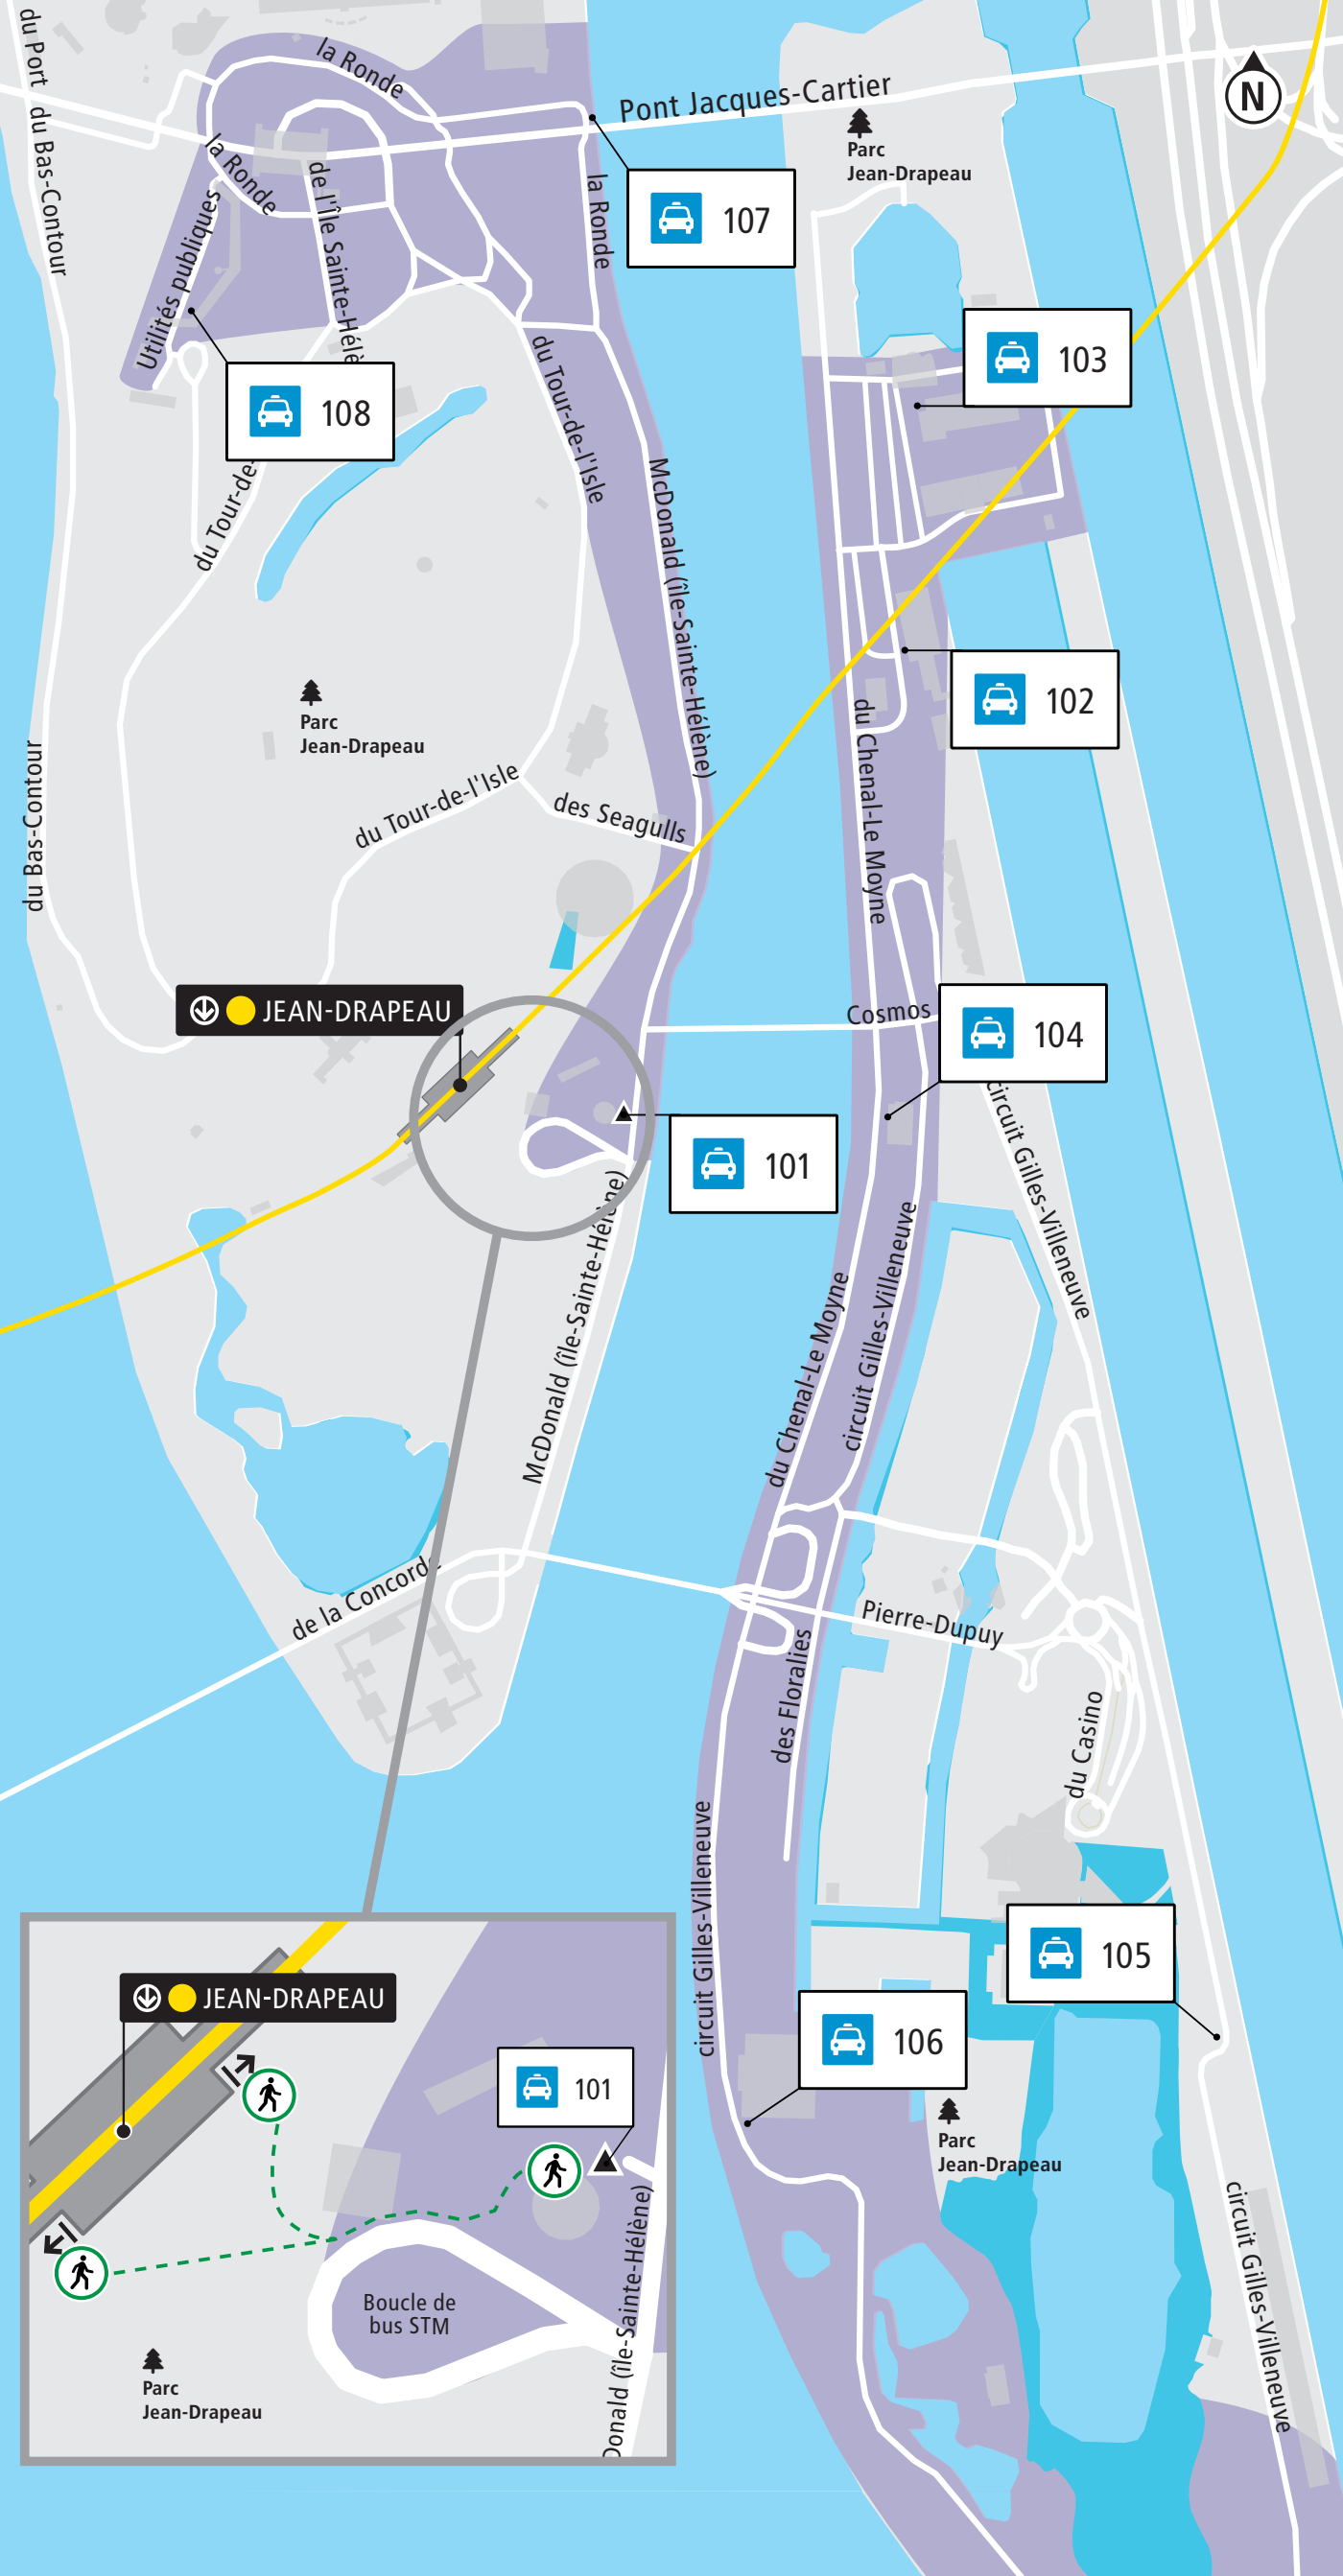 du Port
du Bas-Contour
la Ronde
Pont Jacques-Cartier
N
Parc
Jean-Drapeau
la Ronde
de l'Île Sainte-Hélè
la Ronde
107
Utilités publiques
103
108
du Tour-de-l'Isle
du Tour-de-
McDonald (île-Sainte-Hélène)
102
Parc
Jean-Drapeau
du Chenal-Le Moyne
du Bas-Contour
du Tour-de-l'Isle
des Seagulls
JEAN-DRAPEAU
Cosmos
104
circuit Gilles-Villeneuve
101
McDonald (île-Sainte-Hélène)
du Chenal-Le Moyne
circuit Gilles-Villeneuve
de la Concorde
Pierre-Dupuy
des Floralies
du Casino
circuit Gilles-Villeneuve
105
106
Parc
Jean-Drapeau
circuit Gilles-Villeneuve
JEAN-DRAPEAU
101
Boucle de
bus STM
Donald (île-Sainte-Hélène)
Parc
Jean-Drapeau